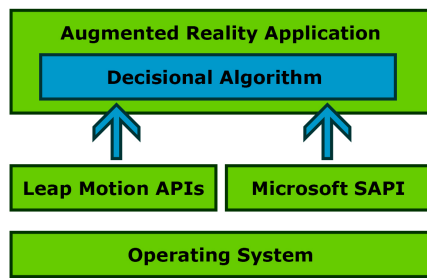 Augmented Reality Application
Decisional Algorithm
Leap Motion APIs
Microsoft SAPI
Operating System